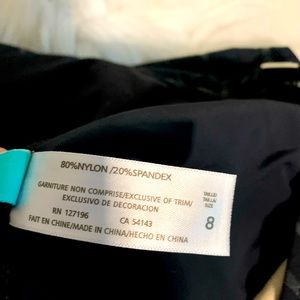 80%NYLON /20%SPANDEX
GARNITURE NON COMPRISE/EXCLUSIVE OF TRIM/
EXCLUSIVO DE DECORACION
RN 127196 CA 54143
FAIT EN CHINE/MADE IN CHINA/HECHO EN CHINA
TAILLE/
TALLA/
SIZE
8